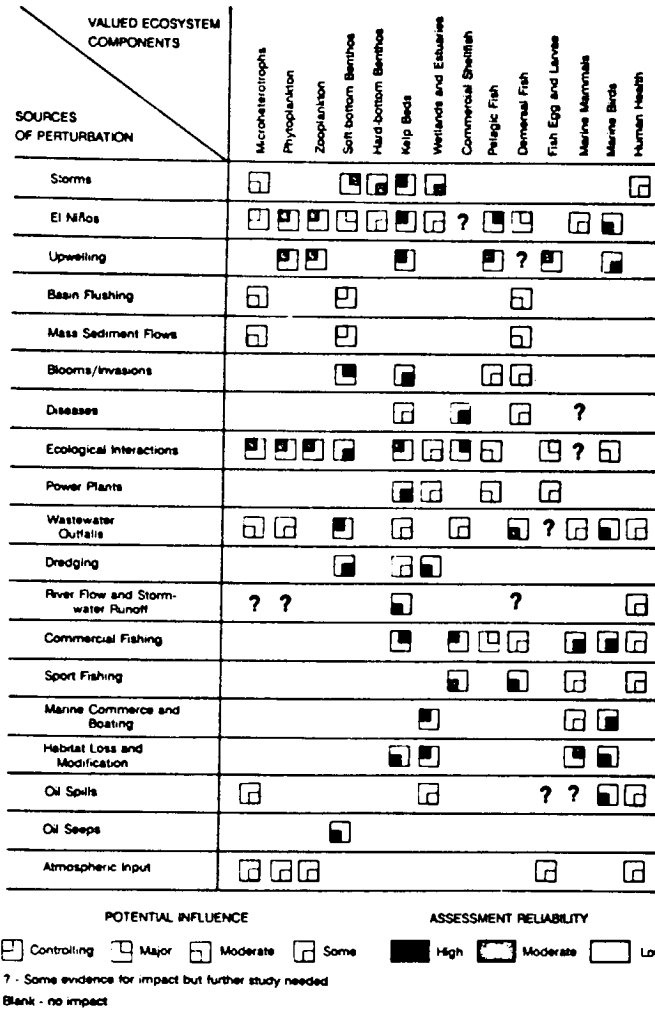 VALUED ECOSYSTEM
COMPONENTS
SOURCES
OF PERTURBATION
Microheterotrophs
Phytoplankton
Zooplankton
Soft-bottom Benthos
Hard-bottom Benthos
Kelp Beds
Wetlands and Estuaries
Commercial Shellfish
Pelagic Fish
Demersal Fish
Fish Egg and Larvae
Marine Mammals
Marine Birds
Human Health
Storms
El Niños
?
Upwelling
?
Basin Flushing
Mass Sediment Flows
Blooms/Invasions
Diseases
?
Ecological Interactions
?
Power Plants
Wastewater
Outfalls
?
Dredging
River Flow and Storm-
water Runoff
? ? ?
Commercial Fishing
Sport Fishing
Marine Commerce and
Boating
Habitat Loss and
Modification
Oil Spills
? ?
Oil Seeps
Atmospheric Input
POTENTIAL INFLUENCE ASSESSMENT RELIABILITY
Controlling Major Moderate Some High Moderate Lo
? - Some evidence for impact but further study needed
Blank - no impact